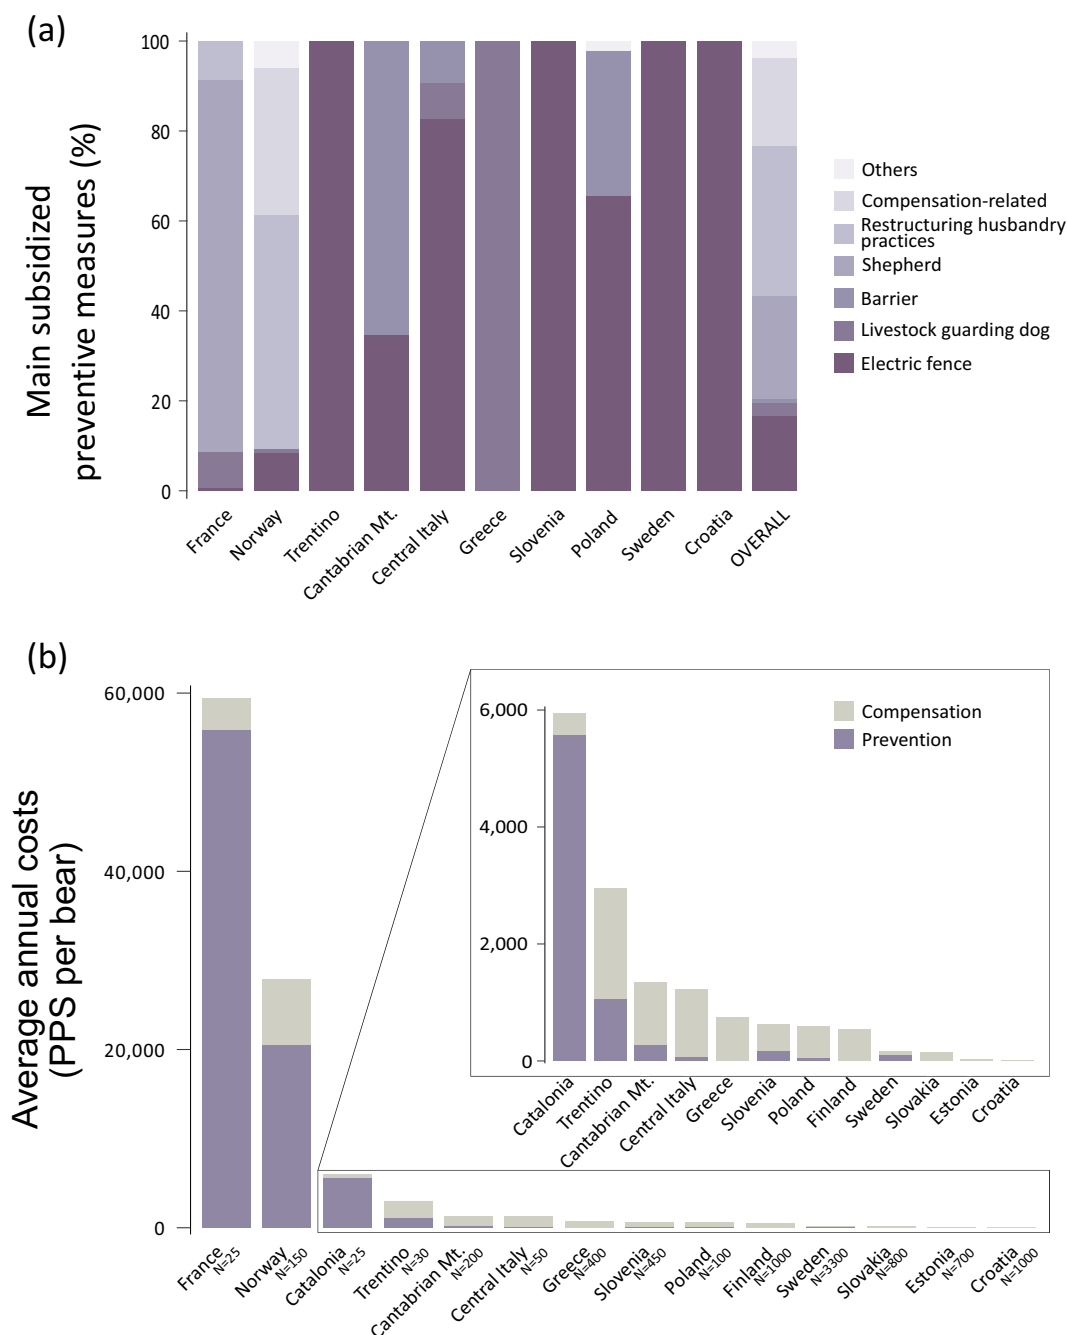 (a)
Main subsidized
preventive measures (%)
100
80
60
40
20
0
France
Norway
Trentino
Cantabrian Mt.
Central Italy
Greece
Slovenia
Poland
Sweden
Croatia
OVERALL
Others
Compensation-related
Restructuring husbandry
practices
Shepherd
Barrier
Livestock guarding dog
Electric fence
(b)
Average annual costs
(PPS per bear)
60,000
40,000
20,000
0
6,000
4,000
2,000
0
Compensation
Prevention
Catalonia
Trentino
Cantabrian Mt.
Central Italy
Greece
Slovenia
Poland
Finland
Sweden
Slovakia
Estonia
Croatia
France
N=25
Norway
N=150
Catalonia
N=25
Trentino
N=30
Cantabrian Mt.
N=200
Central Italy
N=50
Greece
N=400
Slovenia
N=450
Poland
N=100
Finland
N=1000
Sweden
N=3300
Slovakia
N=800
Estonia
N=700
Croatia
N=1000